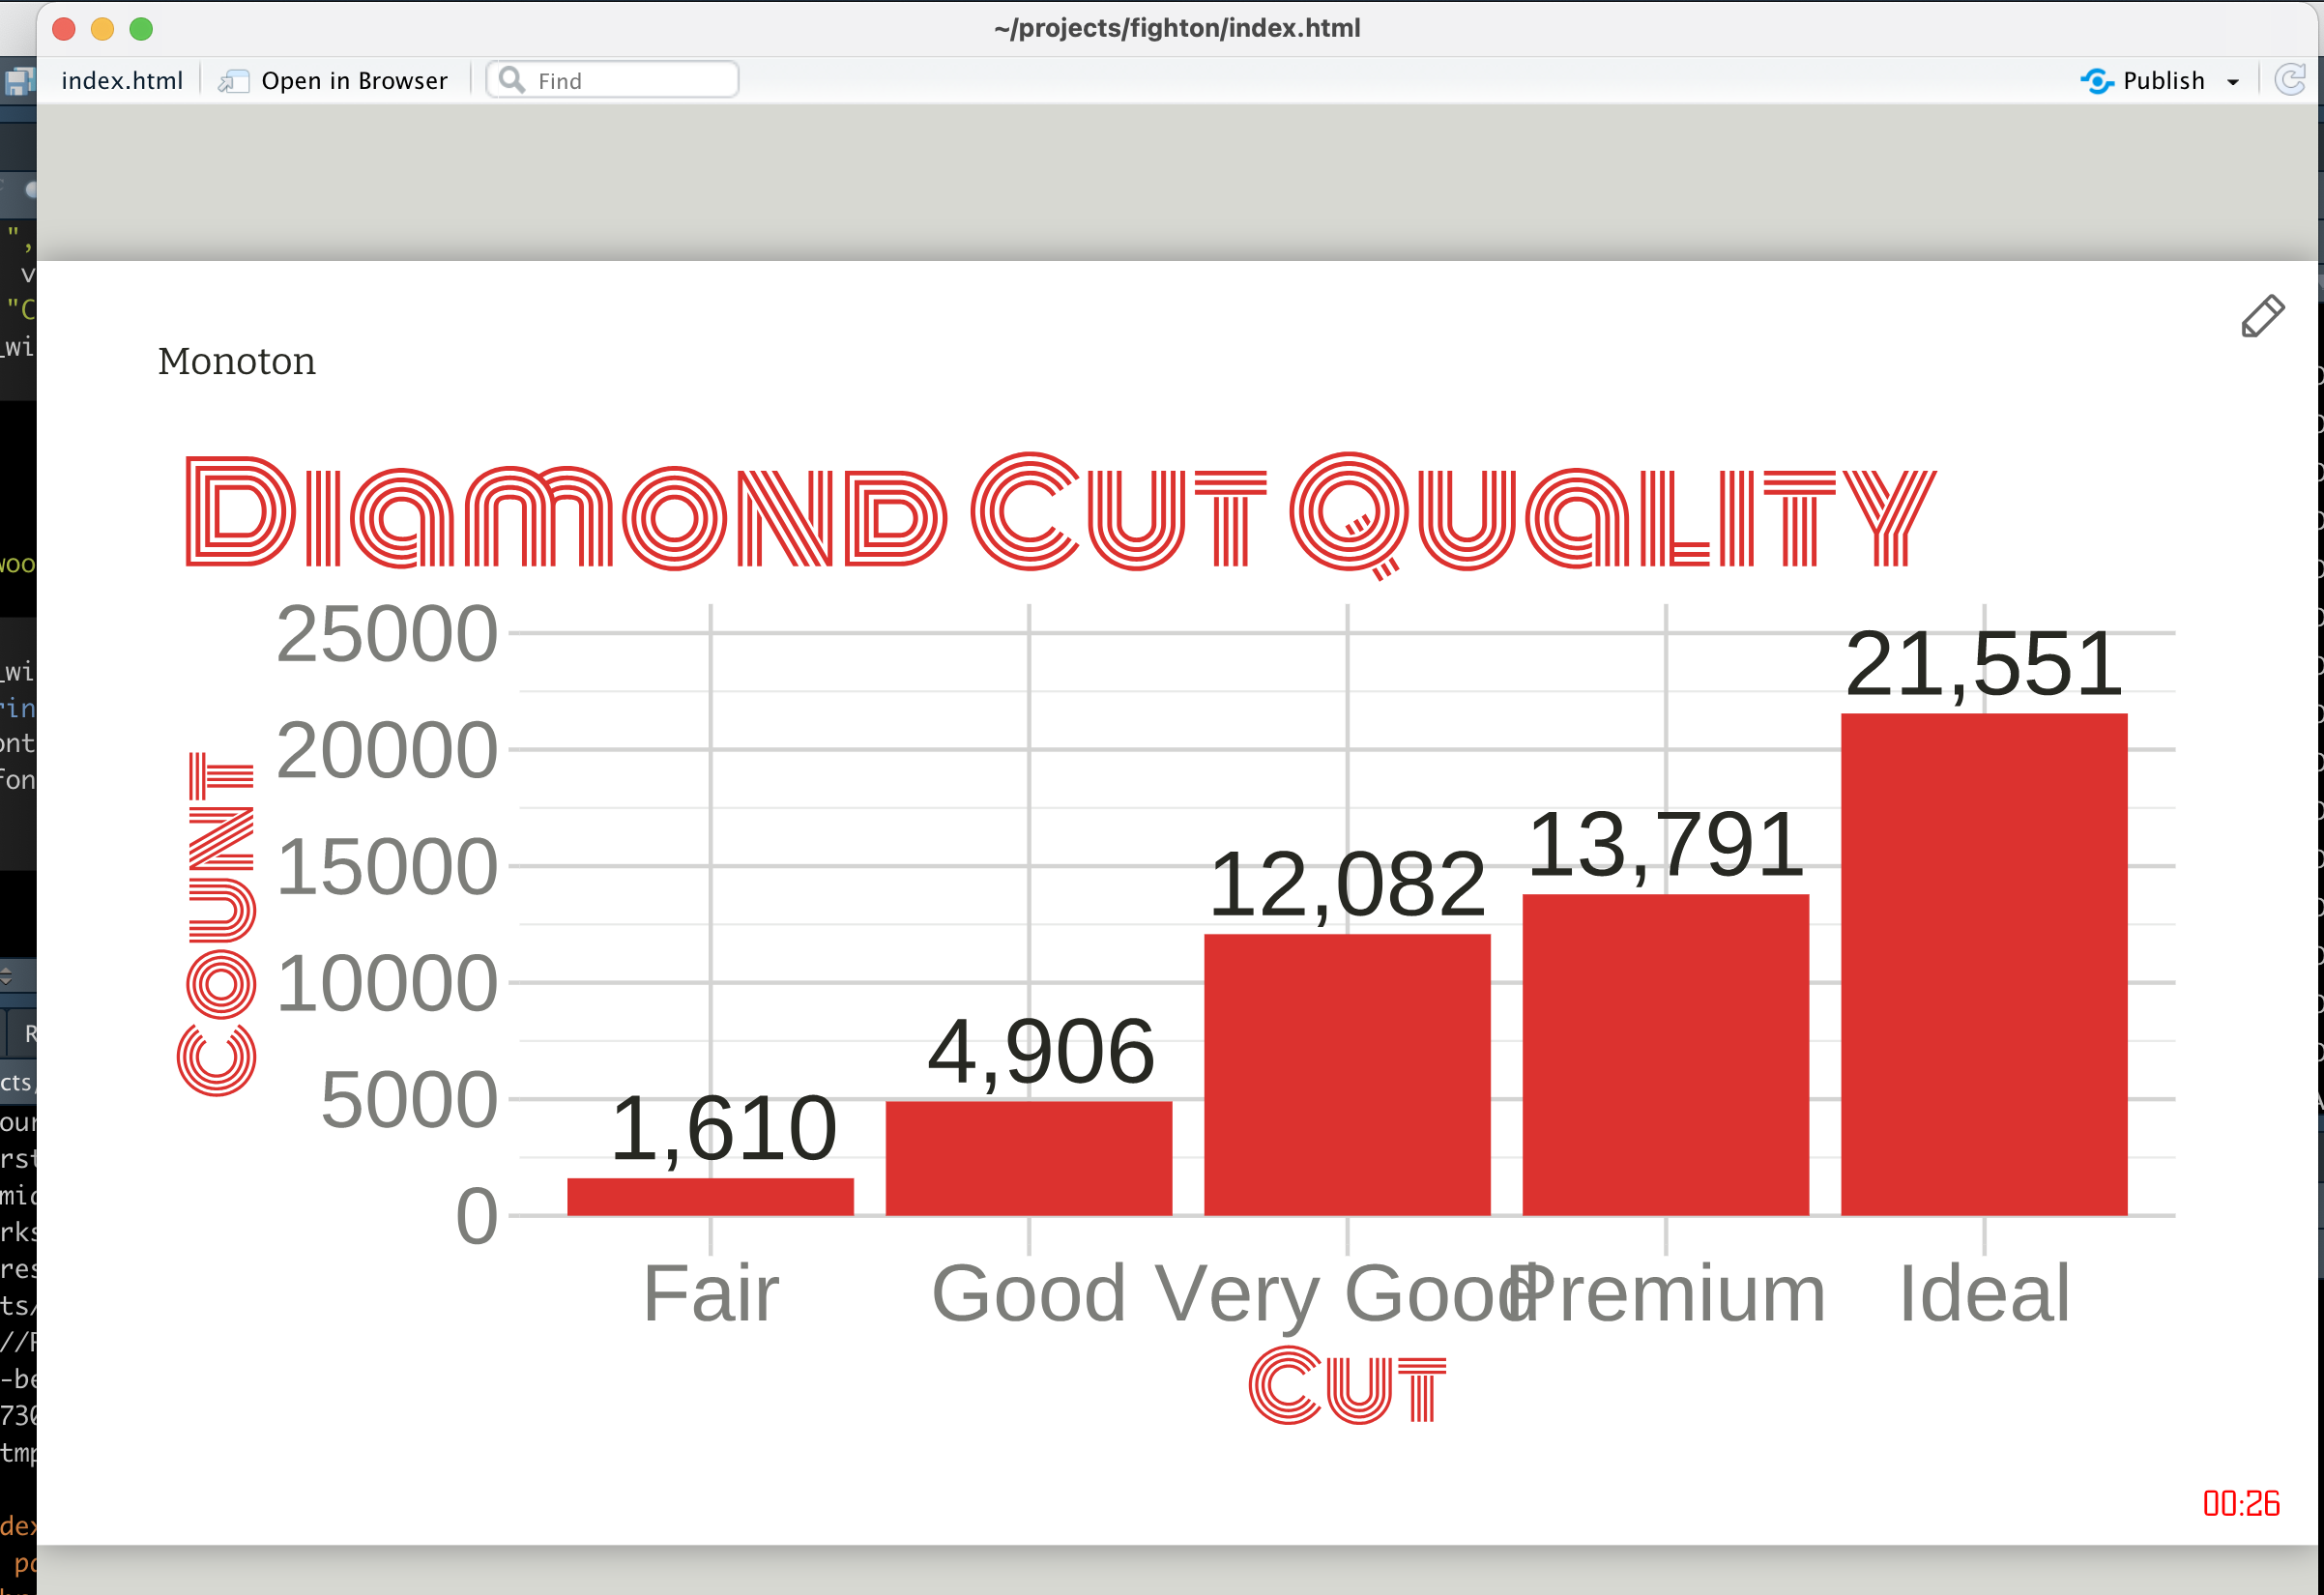 ~/projects/fighton/index.html
index.html Open in Browser Find Publish
Monoton
Diamond Cut Quality
Count
25000
20000
15000
10000
5000
0
1,610
4,906
12,082
13,791
21,551
Fair Good Very Good Premium Ideal
Cut
00:26